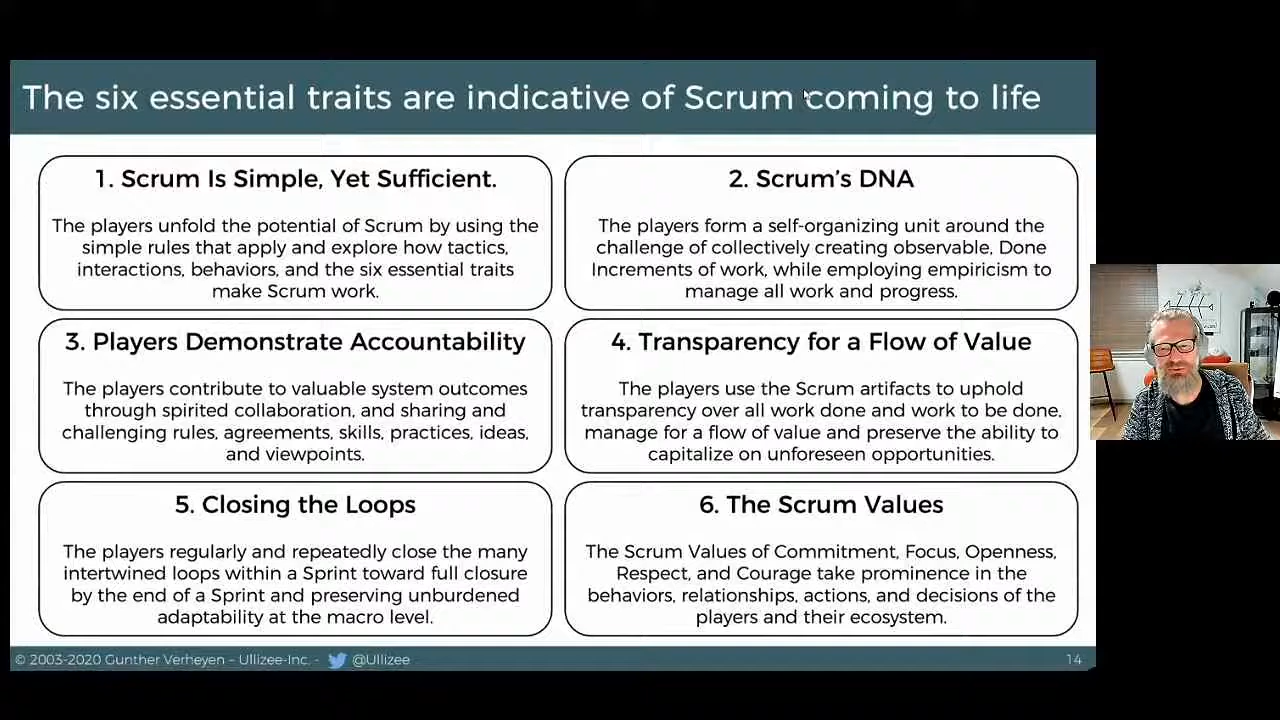 The six essential traits are indicative of Scrum coming to life
1. Scrum Is Simple, Yet Sufficient.
The players unfold the potential of Scrum by using the
simple rules that apply and explore how tactics,
interactions, behaviors, and the six essential traits
make Scrum work.
2. Scrum's DNA
The players form a self-organizing unit around the
challenge of collectively creating observable, Done
Increments of work, while employing empiricism to
manage all work and progress.
3. Players Demonstrate Accountability
The players contribute to valuable system outcomes
through spirited collaboration, and sharing and
challenging rules, agreements, skills, practices, ideas,
and viewpoints.
4. Transparency for a Flow of Value
The players use the Scrum artifacts to uphold
transparency over all work done and work to be done,
manage for a flow of value and preserve the ability to
capitalize on unforeseen opportunities.
5. Closing the Loops
The players regularly and repeatedly close the many
intertwined loops within a Sprint toward full closure
by the end of a Sprint and preserving unburdened
adaptability at the macro level.
6. The Scrum Values
The Scrum Values of Commitment, Focus, Openness,
Respect, and Courage take prominence in the
behaviors, relationships, actions, and decisions of the
players and their ecosystem.
© 2003-2020 Gunther Verheyen – Ullizee-Inc. - @Ullizee
14